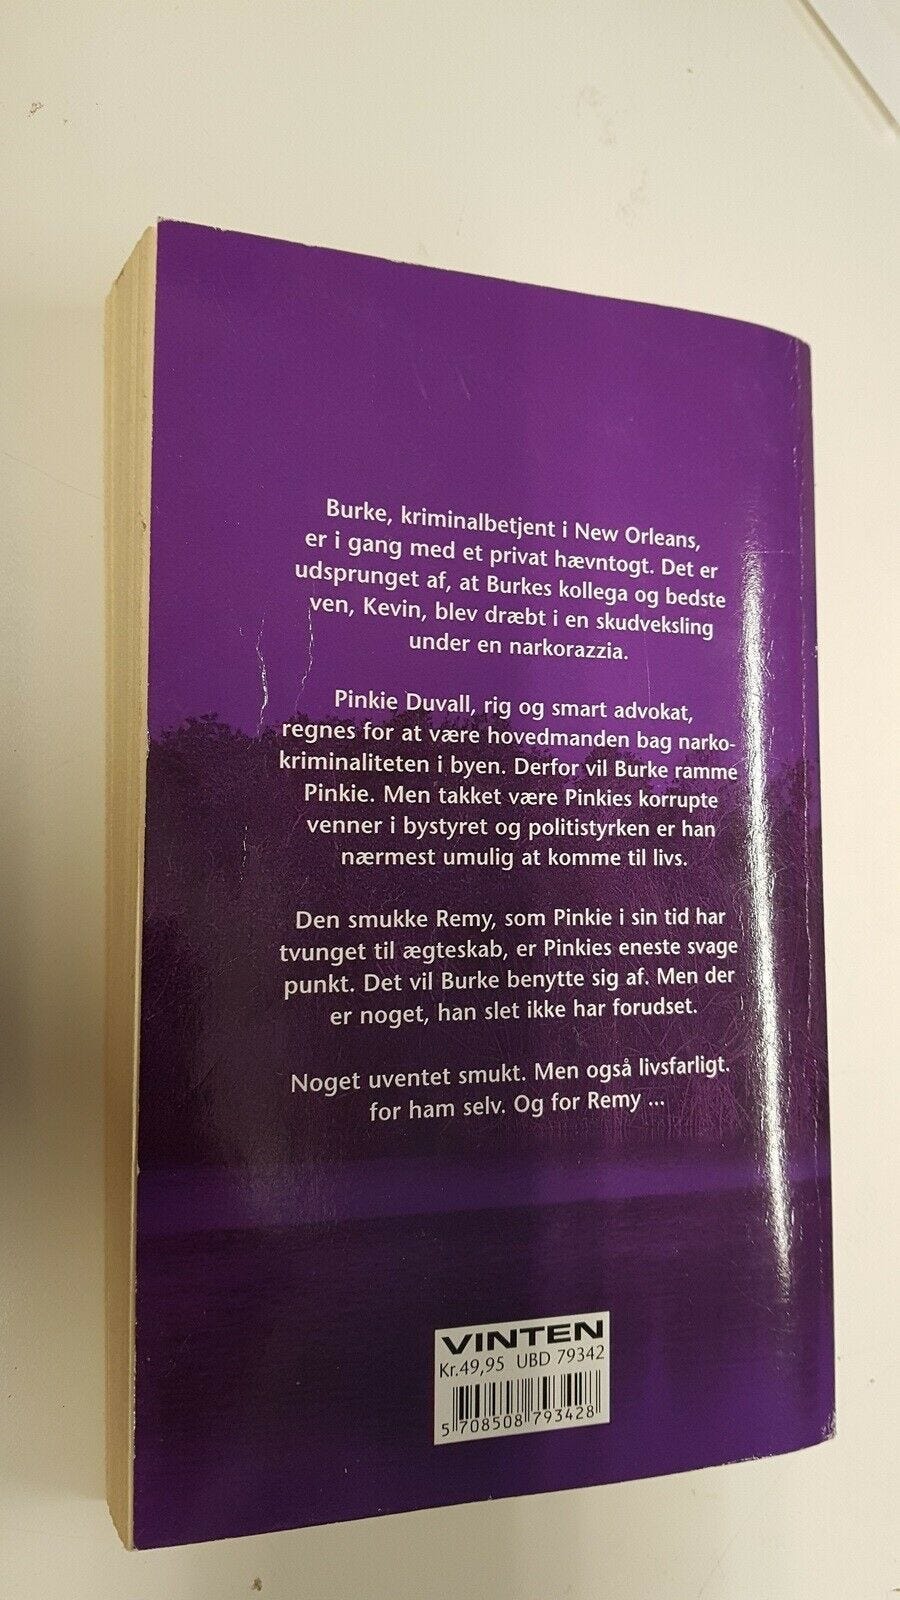 Burke, kriminalbetjent i New Orleans,
er i gang med et privat hævntogt. Det er
udsprunget af, at Burkes kollega og bedste
ven, Kevin, blev dræbt i en skudveksling
under en narkorazzia.
Pinkie Duvall, rig og smart advokat,
regnes for at være hovedmanden bag narko-
kriminaliteten i byen. Derfor vil Burke ramme
Pinkie. Men takket være Pinkies korrupte
venner i bystyret og politistyrken er han
nærmest umulig at komme til livs.
Den smukke Remy, som Pinkie i sin tid har
tvunget til ægteskab, er Pinkies eneste svage
punkt. Det vil Burke benytte sig af. Men der
er noget, han slet ikke har forudset.
Noget uventet smukt. Men også livsfarligt.
for ham selv. Og for Remy ...
VINTEN
Kr.49,95 UBD 79342
5 708508 793428